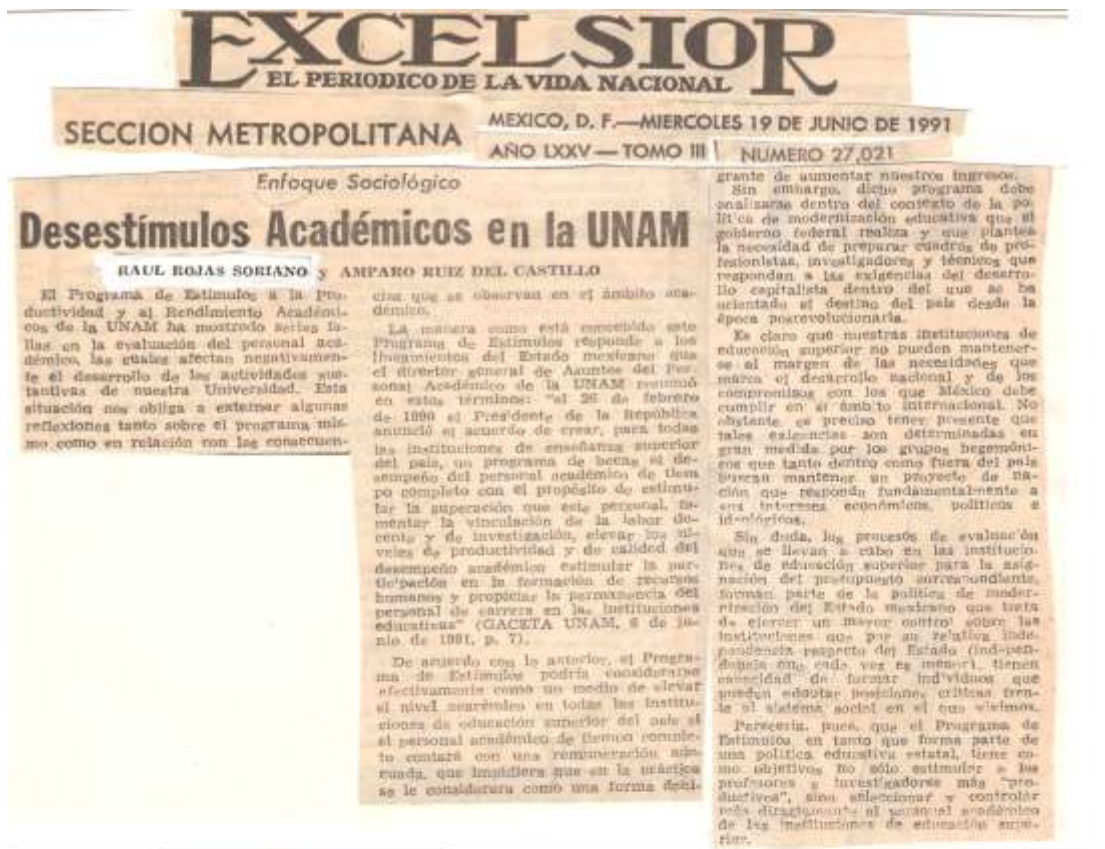 EXCELSIOR
EL PERIODICO DE LA VIDA NACIONAL
SECCION METROPOLITANA
MEXICO, D. F.—MIERCOLES 19 DE JUNIO DE 1991
AÑO LXXV — TOMO III
NUMERO 27,021
Enfoque Sociológico
Desestímulos Académicos en la UNAM
RAUL ROJAS SORIANO y AMPARO RUIZ DEL CASTILLO
El Programa de Estímulos a la Pro-
ductividad y al Rendimiento Académi-
cos de la UNAM ha mostrado serias fa-
llas en la evaluación del personal aca-
démico, las cuales afectan negativamen-
te el desarrollo de las actividades sus-
tantivas de nuestra Universidad. Esta
situación nos obliga a externar algunas
reflexiones tanto sobre el programa mis-
mo como en relación con las consecuen-
cias que se observan en el ámbito aca-
démico.
La manera como está concebido este
Programa de Estímulos responde a los
lineamientos del Estado mexicano que
el director general de Asuntos del Per-
sonal Académico de la UNAM resumió
en estos términos: "el 26 de febrero
de 1990 el Presidente de la República
anunció el acuerdo de crear, para todas
las instituciones de enseñanza superior
del país, un programa de becas al de-
sempeño del personal académico de tiem
po completo con el propósito de estimu-
lar la superación que este personal, fo-
mentar la vinculación de la labor do-
cente y de investigación, elevar los ni-
veles de productividad y de calidad del
desempeño académico estimular la par-
ticipación en la formación de recursos
humanos y propiciar la permanencia del
personal de carrera en las instituciones
educativas" (GACETA UNAM, 6 de ju-
nio de 1991, p. 7).
De acuerdo con lo anterior, el Progra-
ma de Estímulos podría considerarse
efectivamente como un medio de elevar
el nivel académico en todas las institu-
ciones de educación superior del país si
el personal académico de tiempo comple-
to contara con una remuneración ade-
cuada, que impidiera que en la práctica
se le considerara como una forma deni-
grante de aumentar nuestros ingresos.
Sin embargo, dicho programa debe
analizarse dentro del contexto de la po-
lítica de modernización educativa que el
gobierno federal realiza y que plantea
la necesidad de preparar cuadros de pro-
fesionistas, investigadores y técnicos que
respondan a las exigencias del desarro-
llo capitalista dentro del que se ha
orientado el destino del país desde la
época postrevolucionaria.
Es claro que nuestras instituciones de
educación superior no pueden mantener-
se al margen de las necesidades que
marca el desarrollo nacional y de los
compromisos con los que México debe
cumplir en el ámbito internacional. No
obstante, es preciso tener presente que
tales exigencias son determinadas en
gran medida por los grupos hegemóni-
cos que tanto dentro como fuera del país
buscan mantener un proyecto de na-
ción que responda fundamentalmente a
sus intereses económicos, políticos e
ideológicos.
Sin duda, los procesos de evaluación
que se llevan a cabo en las institucio-
nes de educación superior para la asig-
nación del presupuesto correspondiente,
forman parte de la política de moder-
nización del Estado mexicano que trata
de ejercer un mayor control sobre las
instituciones que por su relativa inde-
pendencia respecto del Estado (indepen-
dencia que cada vez es menor), tienen
capacidad de formar individuos que
puedan adoptar posiciones críticas fren-
te al sistema social en el que vivimos.
Parecería, pues, que el Programa de
Estímulos en tanto que forma parte de
una política educativa estatal, tiene co-
mo objetivos no sólo estimular a los
profesores e investigadores más "pro-
ductivos", sino seleccionar y controlar
más directamente al personal académico
de las instituciones de educación supe-
rior.